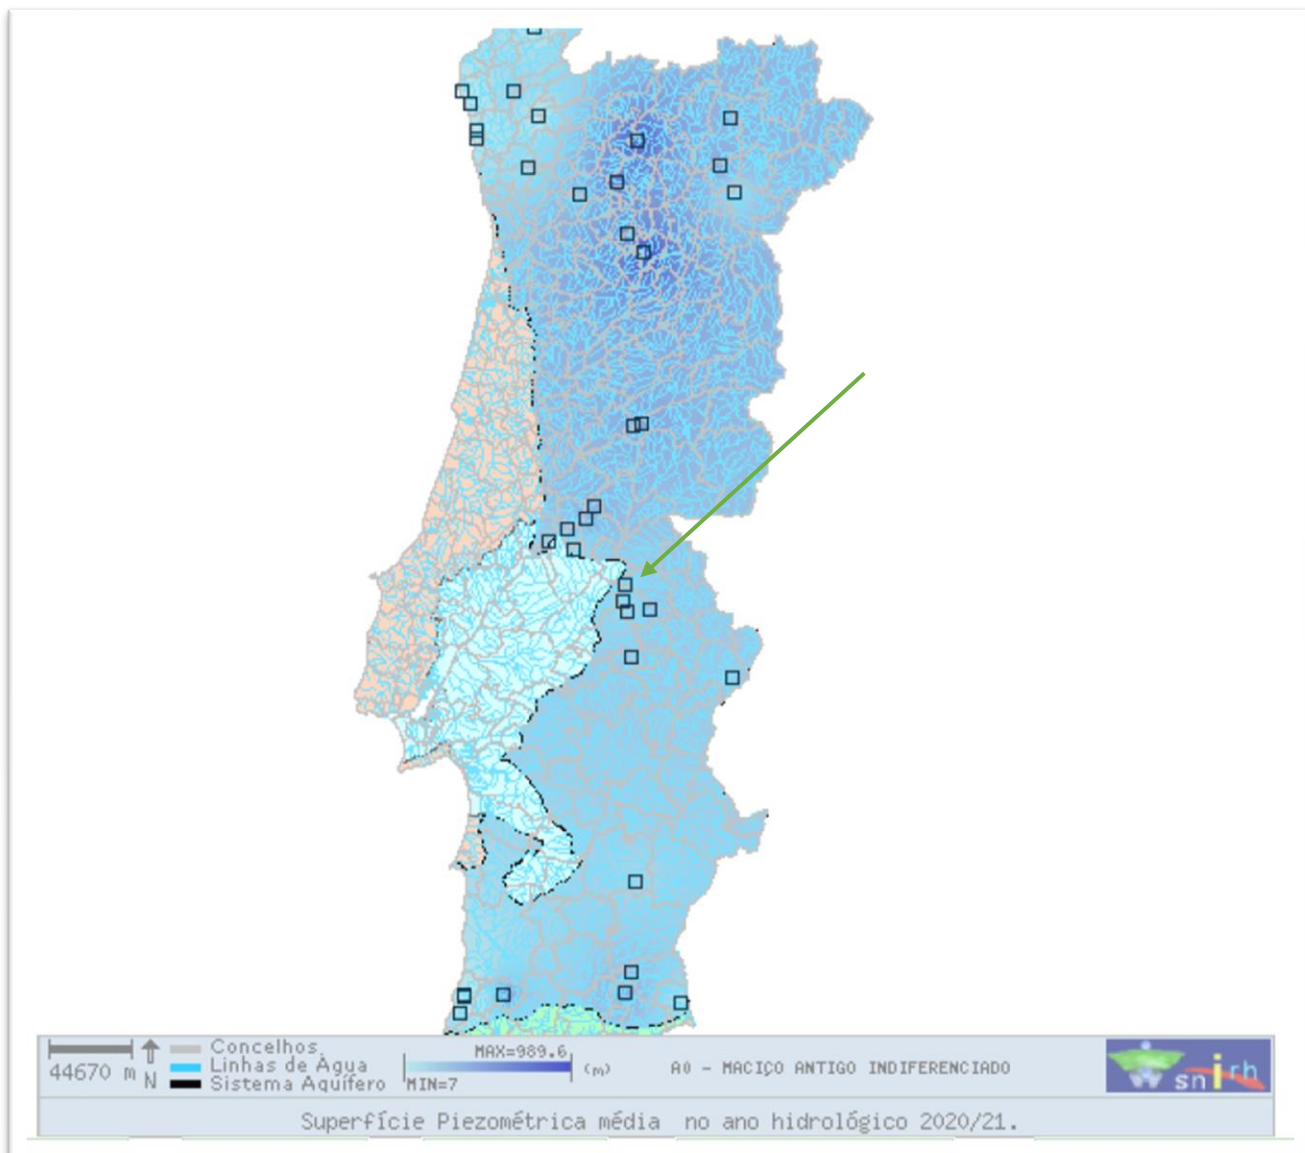 Concelhos
Linhas de Água
Sistema Aquífero
44670 m
N
MAX=989.6
MIN=7
(m)
A0 - MACIÇO ANTIGO INDIFERENCIADO
snirh
Superfície Piezométrica média no ano hidrológico 2020/21.